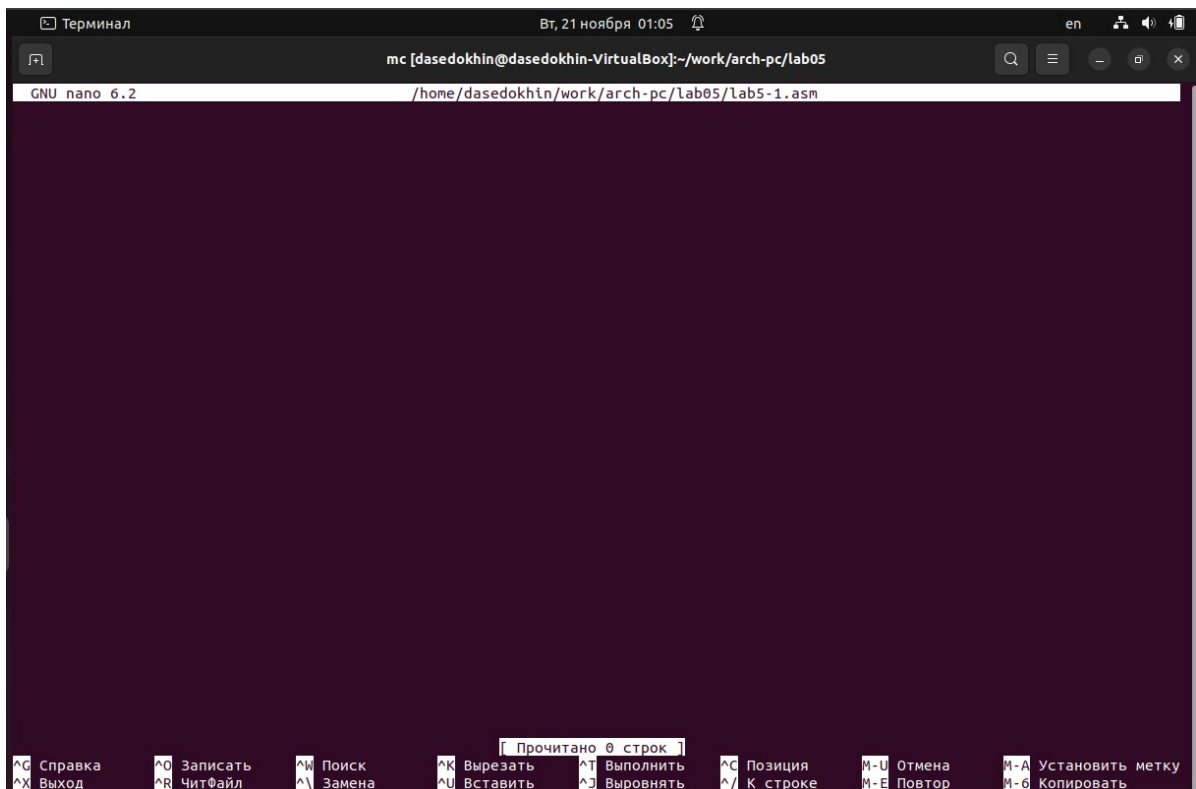 Терминал Вт, 21 ноября 01:05 en
mc [dasedokhin@dasedokhin-VirtualBox]:~/work/arch-pc/lab05
GNU nano 6.2 /home/dasedokhin/work/arch-pc/lab05/lab5-1.asm
[ Прочитано 0 строк ]
^G Справка ^O Записать ^W Поиск ^K Вырезать ^T Выполнить ^C Позиция M-U Отмена M-A Установить метку
^X Выход ^R ЧитФайл ^\ Замена ^U Вставить ^J Выровнять ^/ К строке M-E Повтор M-6 Копировать